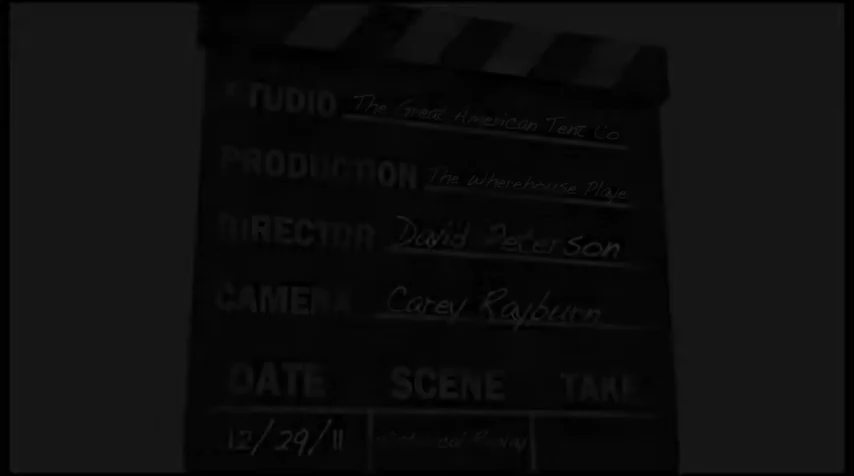 STUDIO The Great American Tent Co
PRODUCTION The wherehouse Playe
DIRECTOR David Peterson
CAMERA Carey Rayburn
DATE SCENE TAKE
12/29/11